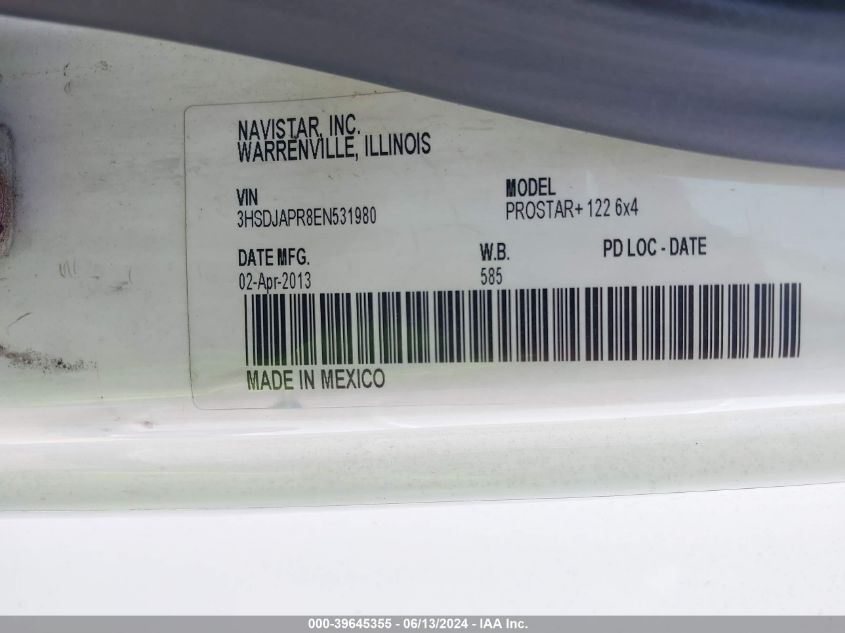 NAVISTAR, INC.
WARRENVILLE, ILLINOIS
VIN
3HSDJAPR8EN531980
MODEL
PROSTAR+ 122 6x4
DATE MFG.
02-Apr-2013
W.B.
585
PD LOC - DATE
MADE IN MEXICO
000-39645355 - 06/13/2024 - IAA Inc.